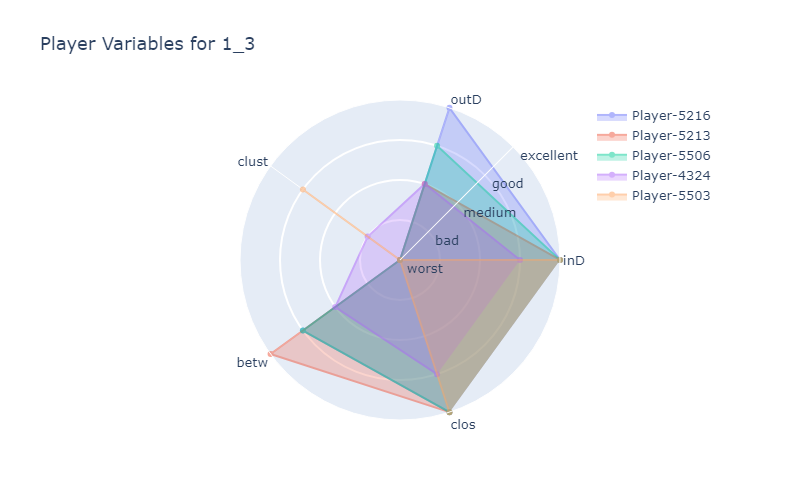 Player Variables for 1_3
outD
Player-5216
Player-5213
Player-5506
Player-4324
Player-5503
clust
excellent
good
medium
bad
worst
inD
betw
clos